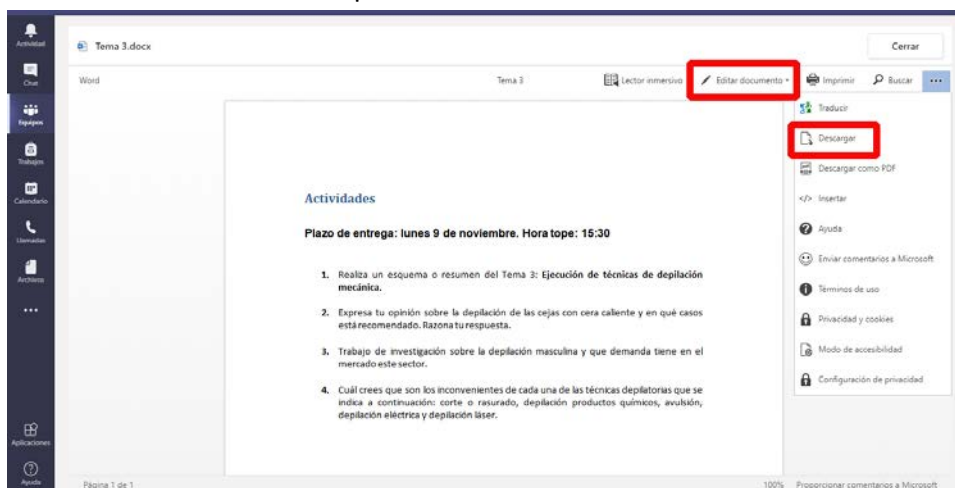 Actividad
Chat
Equipos
Trabajos
Calendario
Llamadas
Archivos
Aplicaciones
Ayuda
Tema 3.docx
Cerrar
Word
Tema 3
Lector inmersivo
Editar documento
Imprimir
Buscar
Traducir
Descargar
Descargar como PDF
</> Insertar
Ayuda
Enviar comentarios a Microsoft
Términos de uso
Privacidad y cookies
Modo de accesibilidad
Configuración de privacidad
Actividades
Plazo de entrega: lunes 9 de noviembre. Hora tope: 15:30
1. Realiza un esquema o resumen del Tema 3: Ejecución de técnicas de depilación
mecánica.
2. Expresa tu opinión sobre la depilación de las cejas con cera caliente y en qué casos
está recomendado. Razona tu respuesta.
3. Trabajo de investigación sobre la depilación masculina y que demanda tiene en el
mercado este sector.
4. Cuál crees que son los inconvenientes de cada una de las técnicas depilatorias que se
indica a continuación: corte o rasurado, depilación productos químicos, avulsión,
depilación eléctrica y depilación láser.
Página 1 de 1
100%
Proporcionar comentarios a Microsoft